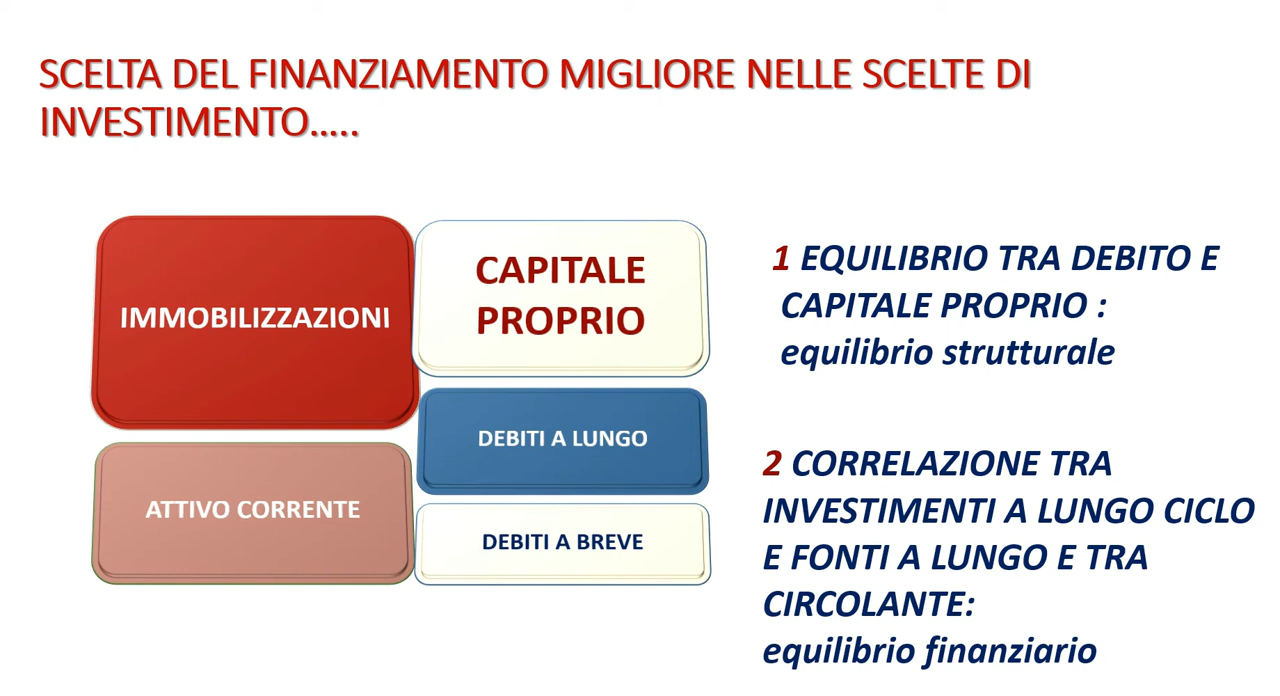 SCELTA DEL FINANZIAMENTO MIGLIORE NELLE SCELTE DI
INVESTIMENTO.....
IMMOBILIZZAZIONI
ATTIVO CORRENTE
CAPITALE
PROPRIO
DEBITI A LUNGO
DEBITI A BREVE
1 EQUILIBRIO TRA DEBITO E
CAPITALE PROPRIO :
equilibrio strutturale
2 CORRELAZIONE TRA
INVESTIMENTI A LUNGO CICLO
E FONTI A LUNGO E TRA
CIRCOLANTE:
equilibrio finanziario